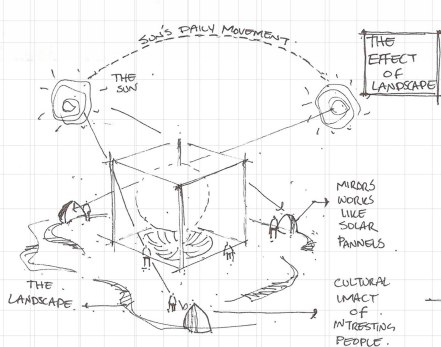 SUN'S DAILY MOVEMENT.
THE
EFFECT
OF
LANDSCAPE
THE
SUN
MIRORS
WORKS
LIKE
SOLAR
PANNELS
THE
LANDSCAPE
CULTURAL
IMACT
OF
INTRESTING
PEOPLE.